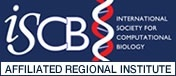 iSCB
INTERNATIONAL
SOCIETY FOR
COMPUTATIONAL
BIOLOGY
AFFILIATED REGIONAL INSTITUTE